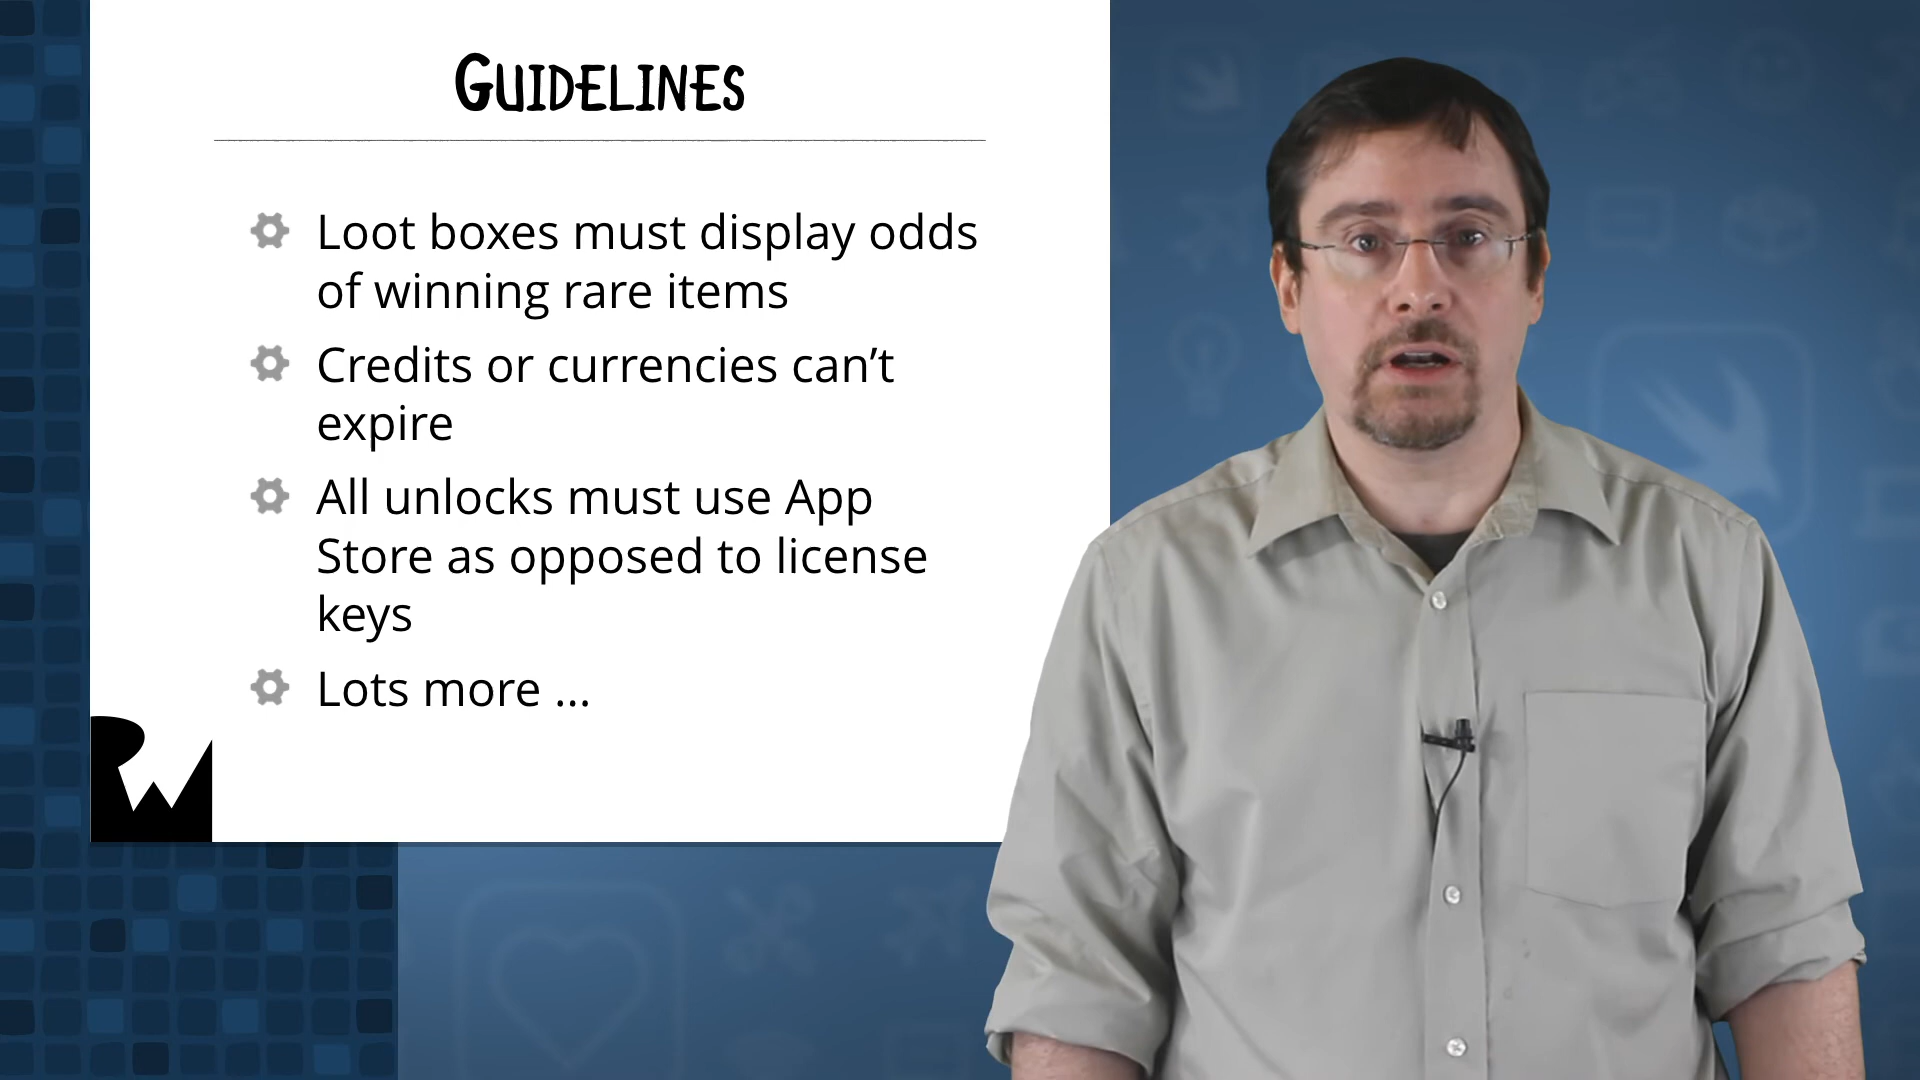 GUIDELINES
Loot boxes must display odds
of winning rare items
Credits or currencies can’t
expire
All unlocks must use App
Store as opposed to license
keys
Lots more ...
RW